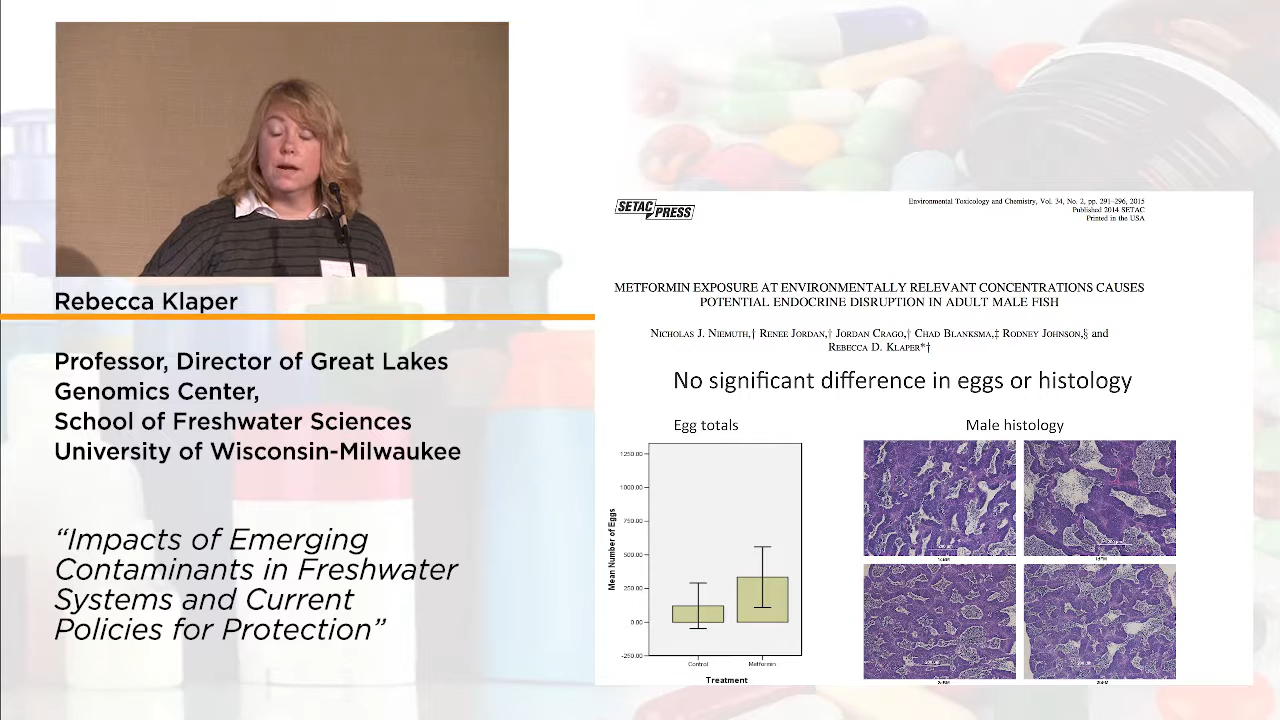 Rebecca Klaper
Professor, Director of Great Lakes
Genomics Center,
School of Freshwater Sciences
University of Wisconsin-Milwaukee
“Impacts of Emerging
Contaminants in Freshwater
Systems and Current
Policies for Protection”
SETAC PRESS
Environmental Toxicology and Chemistry, Vol. 34, No. 2, pp. 291–296, 2015
Published 2014 SETAC
Printed in the USA
METFORMIN EXPOSURE AT ENVIRONMENTALLY RELEVANT CONCENTRATIONS CAUSES
POTENTIAL ENDOCRINE DISRUPTION IN ADULT MALE FISH
NICHOLAS J. NIEMUTH,† RENEE JORDAN,† JORDAN CRAGO,† CHAD BLANKSMA,‡ RODNEY JOHNSON,§ and
REBECCA D. KLAPER*†
No significant difference in eggs or histology
Egg totals
Mean Number of Eggs
1250.00
1000.00
750.00
500.00
250.00
0.00
-250.00
Control
Metformin
Treatment
Male histology